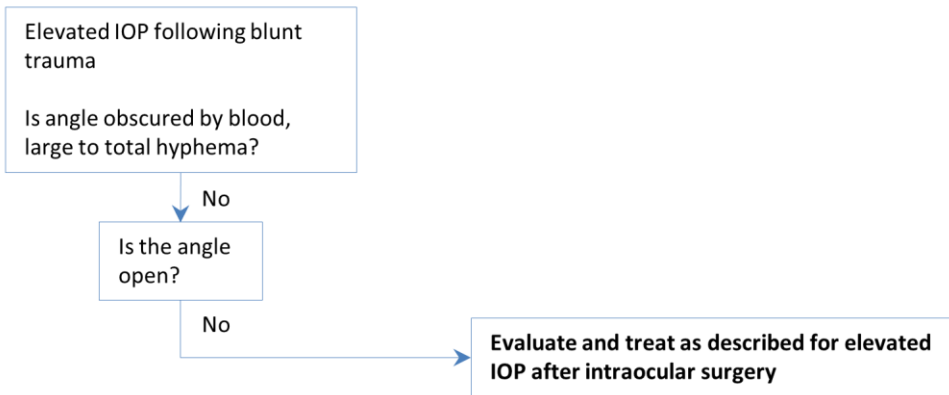 Elevated IOP following blunt
trauma
Is angle obscured by blood,
large to total hyphema?
No
Is the angle
open?
No
Evaluate and treat as described for elevated
IOP after intraocular surgery